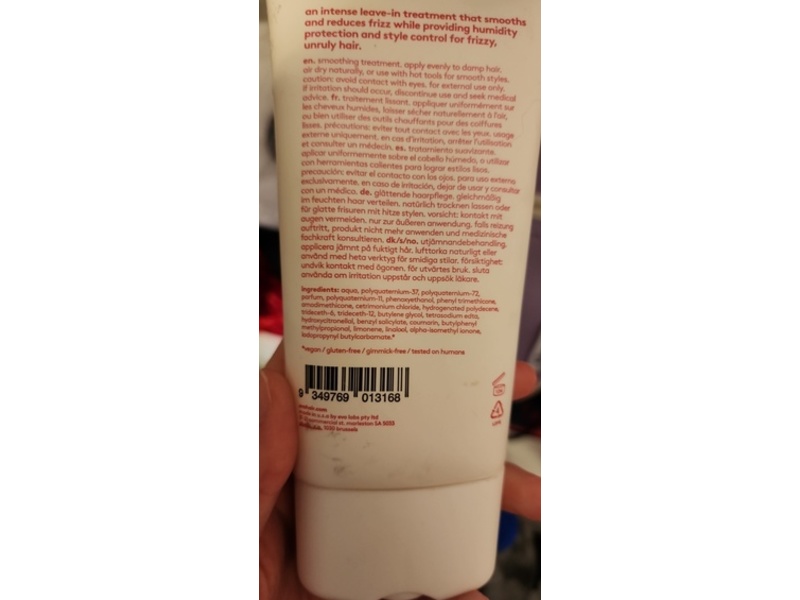 an intense leave-in treatment that smooths
and reduces frizz while providing humidity
protection and style control for frizzy,
unruly hair.
en. smoothing treatment. apply evenly to damp hair,
air dry naturally, or use with hot tools for smooth styles.
caution: avoid contact with eyes. for external use only.
if irritation should occur, discontinue use and seek medical
advice. fr. traitement lissant. appliquer uniformément sur
les cheveux humides, laisser sécher naturellement à l'air,
ou bien utiliser des outils chauffants pour des coiffures
lisses. précautions: eviter tout contact avec les yeux. usage
externe uniquement. en cas d'irritation, arrêter l'utilisation
et consulter un médecin. es. tratamiento suavizante.
aplicar uniformemente sobre el cabello húmedo, o utilizar
con herramientas calientes para lograr estilos lisos.
precaución: evitar el contacto con los ojos. para uso externo
exclusivamente. en caso de irritación, dejar de usar y consultar
con un médico. de. glättende haarpflege. gleichmäßig
im feuchten haar verteilen. natürlich trocknen lassen oder
für glatte frisuren mit hitze stylen. vorsicht: kontakt mit
augen vermeiden. nur zur äußeren anwendung. falls reizung
auftritt, produkt nicht mehr anwenden und medizinische
fachkraft konsultieren. dk/s/no. utjämnandebehandling.
applicera jämnt på fuktigt hår. lufttorka naturligt eller
använd med heta verktyg för smidiga stilar. försiktighet:
undvik kontakt med ögonen. för utvärtes bruk. sluta
använda om irritation uppstår och uppsök läkare.
ingredients: aqua, polyquaternium-37, polyquaternium-72,
parfum, polyquaternium-11, phenoxyethanol, phenyl trimethicone,
amodimethicone, cetrimonium chloride, hydrogenated polydecene,
trideceth-6, trideceth-12, butylene glycol, tetrasodium edta,
hydroxycitronellal, benzyl salicylate, coumarin, butylphenyl
methylpropional, limonene, linalool, alpha-isomethyl ionone,
iodopropynyl butylcarbamate.*
*vegan / gluten-free / gimmick-free / tested on humans
9 349769 013168
by evo labs pty ltd
commercial st. marleston SA 5033
1030 brussels